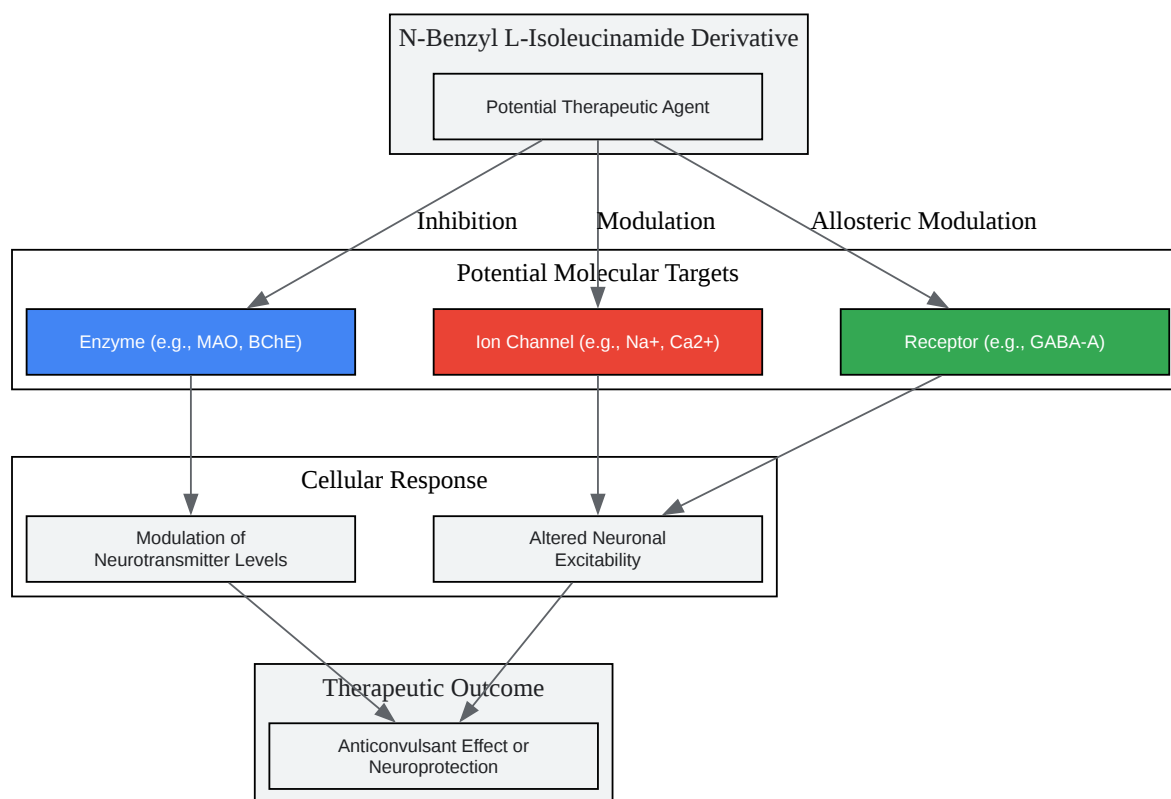 N-Benzyl L-Isoleucinamide Derivative
Potential Therapeutic Agent
Inhibition
Modulation
Allosteric Modulation
Potential Molecular Targets
Enzyme (e.g., MAO, BChE)
Ion Channel (e.g., Na+, Ca2+)
Receptor (e.g., GABA-A)
Cellular Response
Modulation of
Neurotransmitter Levels
Altered Neuronal
Excitability
Therapeutic Outcome
Anticonvulsant Effect or
Neuroprotection